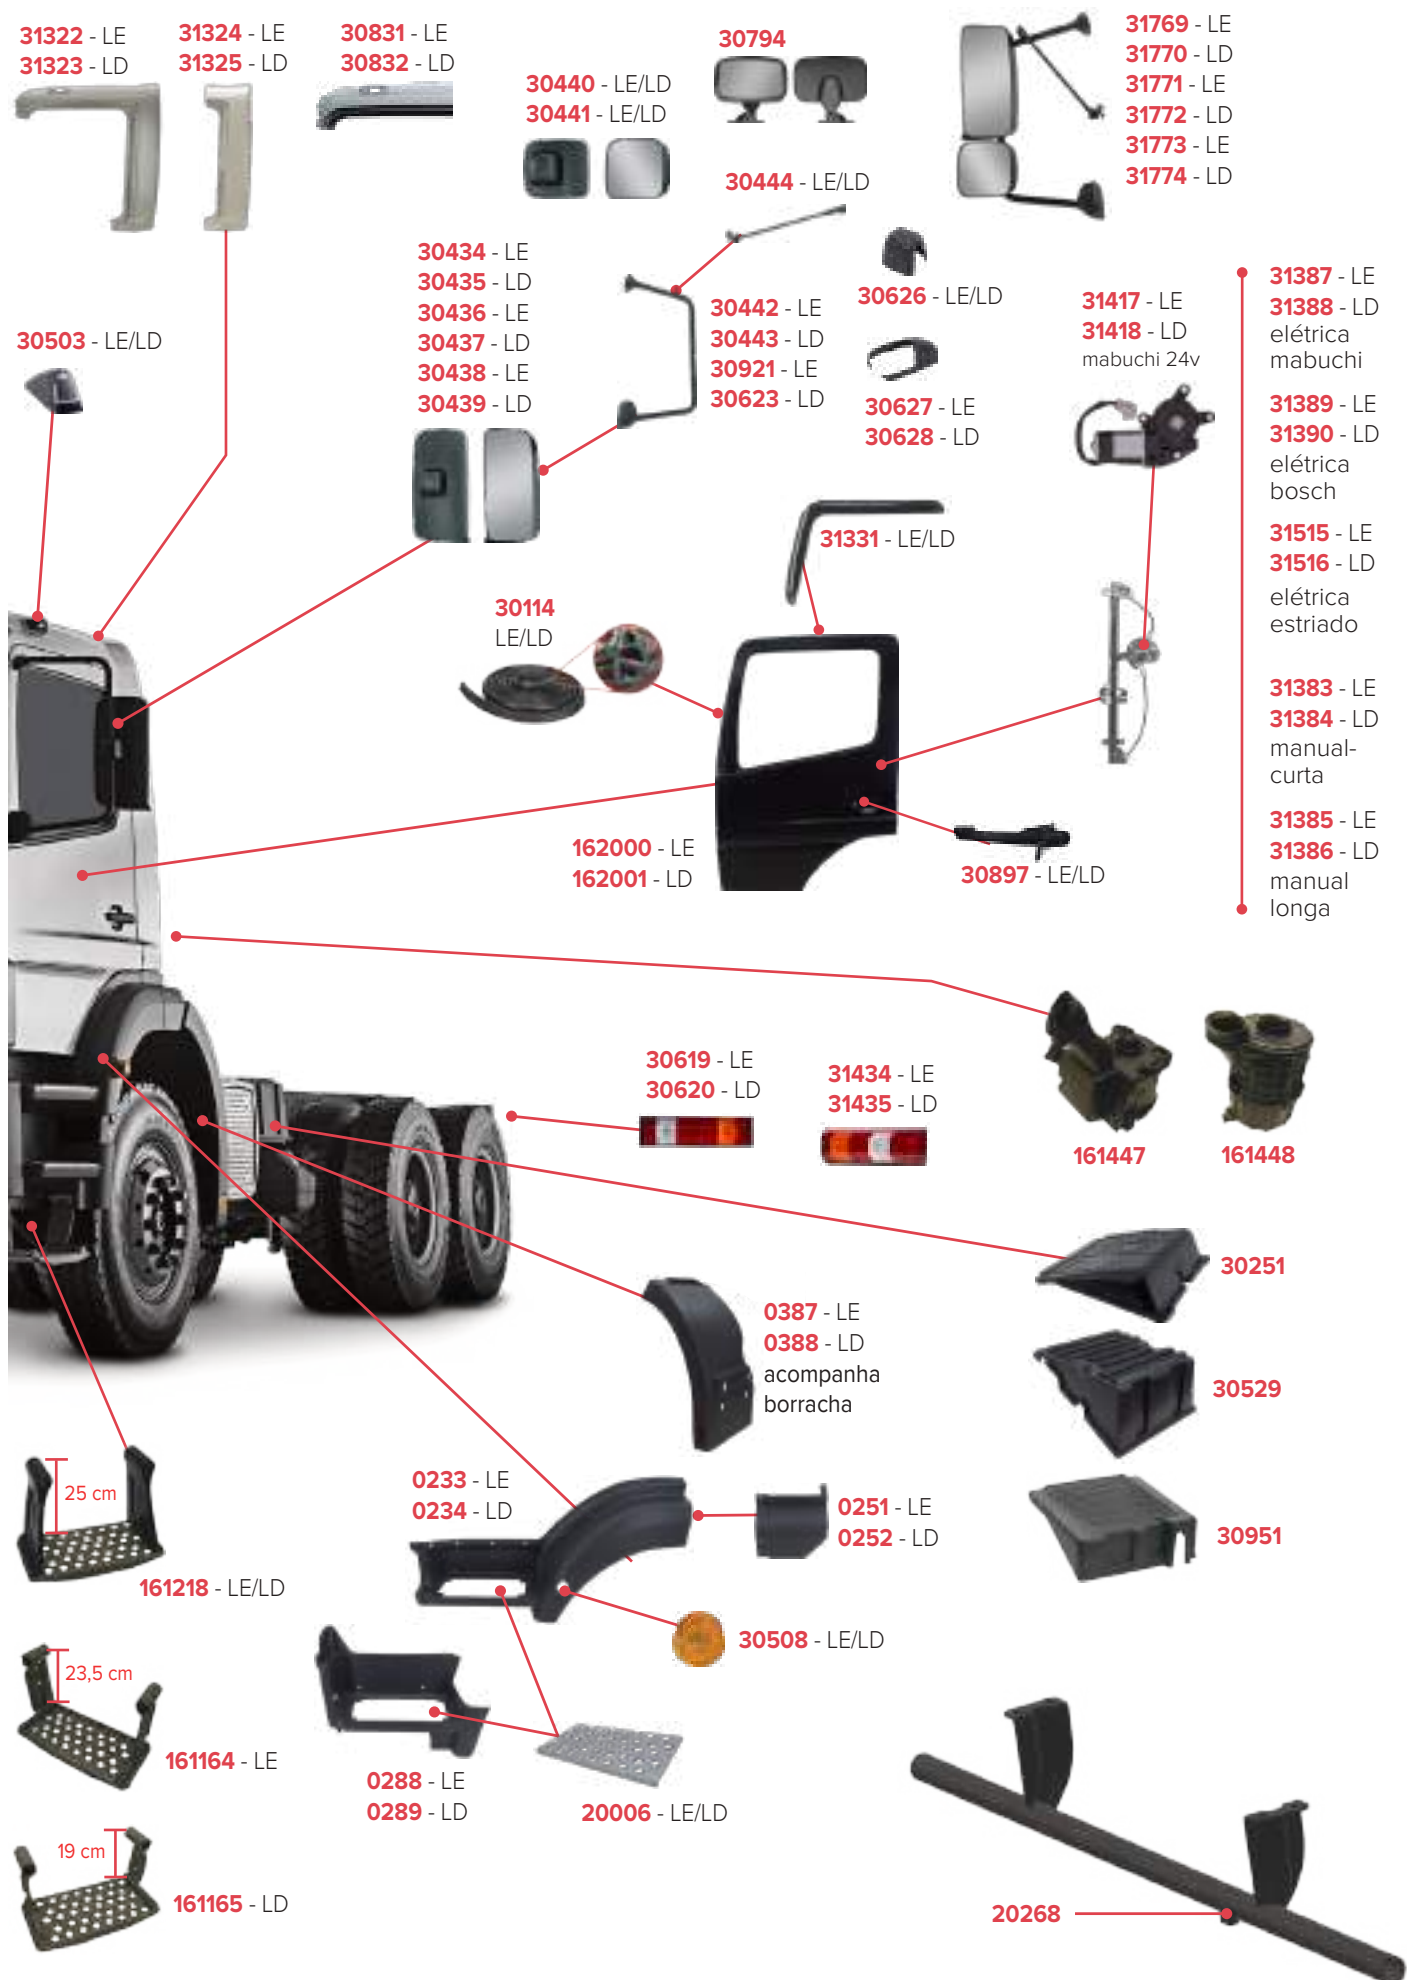 31322 - LE
31323 - LD
31324 - LE
31325 - LD
30831 - LE
30832 - LD
30440 - LE/LD
30441 - LE/LD
30794
31769 - LE
31770 - LD
31771 - LE
31772 - LD
31773 - LE
31774 - LD
30444 - LE/LD
30434 - LE
30435 - LD
30436 - LE
30437 - LD
30438 - LE
30439 - LD
30442 - LE
30443 - LD
30921 - LE
30623 - LD
30626 - LE/LD
30627 - LE
30628 - LD
31417 - LE
31418 - LD
mabuchi 24v
31387 - LE
31388 - LD
elétrica
mabuchi
31389 - LE
31390 - LD
elétrica
bosch
31515 - LE
31516 - LD
elétrica
estriado
31383 - LE
31384 - LD
manual-
curta
31385 - LE
31386 - LD
manual
longa
30503 - LE/LD
31331 - LE/LD
30114
LE/LD
162000 - LE
162001 - LD
30897 - LE/LD
30619 - LE
30620 - LD
31434 - LE
31435 - LD
161447
161448
30251
0387 - LE
0388 - LD
acompanha
borracha
30529
30951
25 cm
161218 - LE/LD
0233 - LE
0234 - LD
0251 - LE
0252 - LD
30508 - LE/LD
23,5 cm
161164 - LE
0288 - LE
0289 - LD
20006 - LE/LD
19 cm
161165 - LD
20268